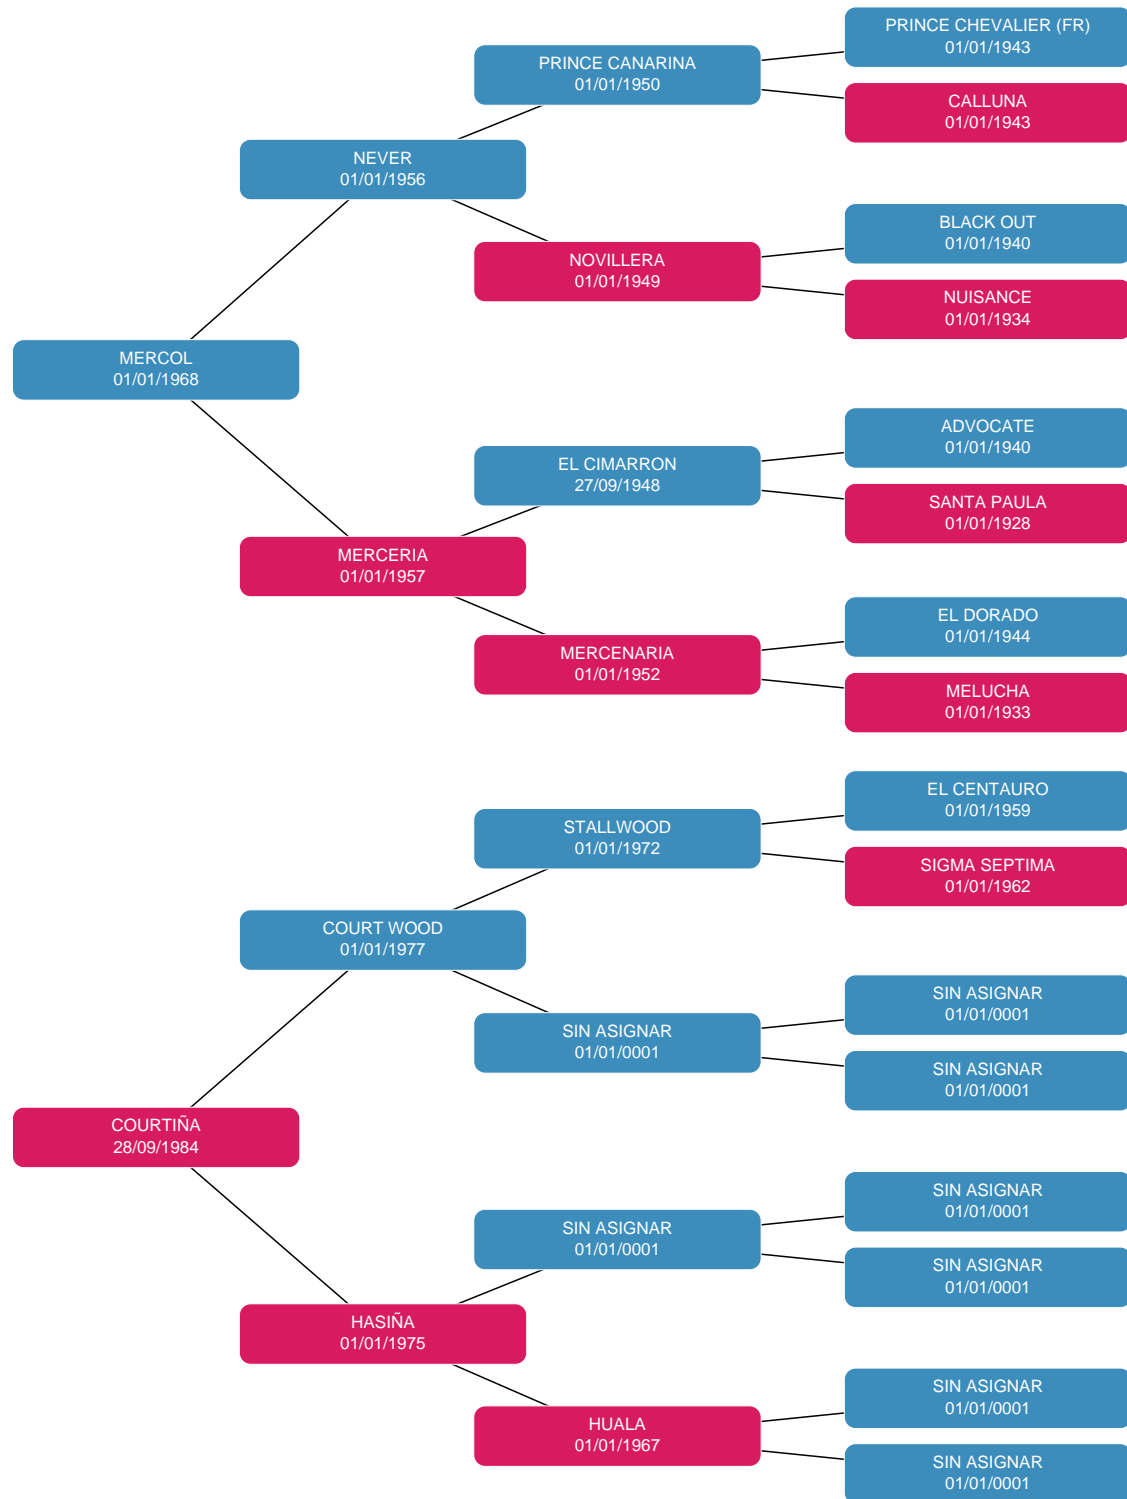 PRINCE CHEVALIER (FR)
01/01/1943
PRINCE CANARINA
01/01/1950
CALLUNA
01/01/1943
NEVER
01/01/1956
BLACK OUT
01/01/1940
NOVILLERA
01/01/1949
NUISANCE
01/01/1934
MERCOL
01/01/1968
ADVOCATE
01/01/1940
EL CIMARRON
27/09/1948
SANTA PAULA
01/01/1928
MERCERIA
01/01/1957
EL DORADO
01/01/1944
MERCENARIA
01/01/1952
MELUCHA
01/01/1933
EL CENTAURO
01/01/1959
STALLWOOD
01/01/1972
SIGMA SEPTIMA
01/01/1962
COURT WOOD
01/01/1977
SIN ASIGNAR
01/01/0001
SIN ASIGNAR
01/01/0001
SIN ASIGNAR
01/01/0001
COURTIÑA
28/09/1984
SIN ASIGNAR
01/01/0001
SIN ASIGNAR
01/01/0001
SIN ASIGNAR
01/01/0001
HASIÑA
01/01/1975
SIN ASIGNAR
01/01/0001
HUALA
01/01/1967
SIN ASIGNAR
01/01/0001